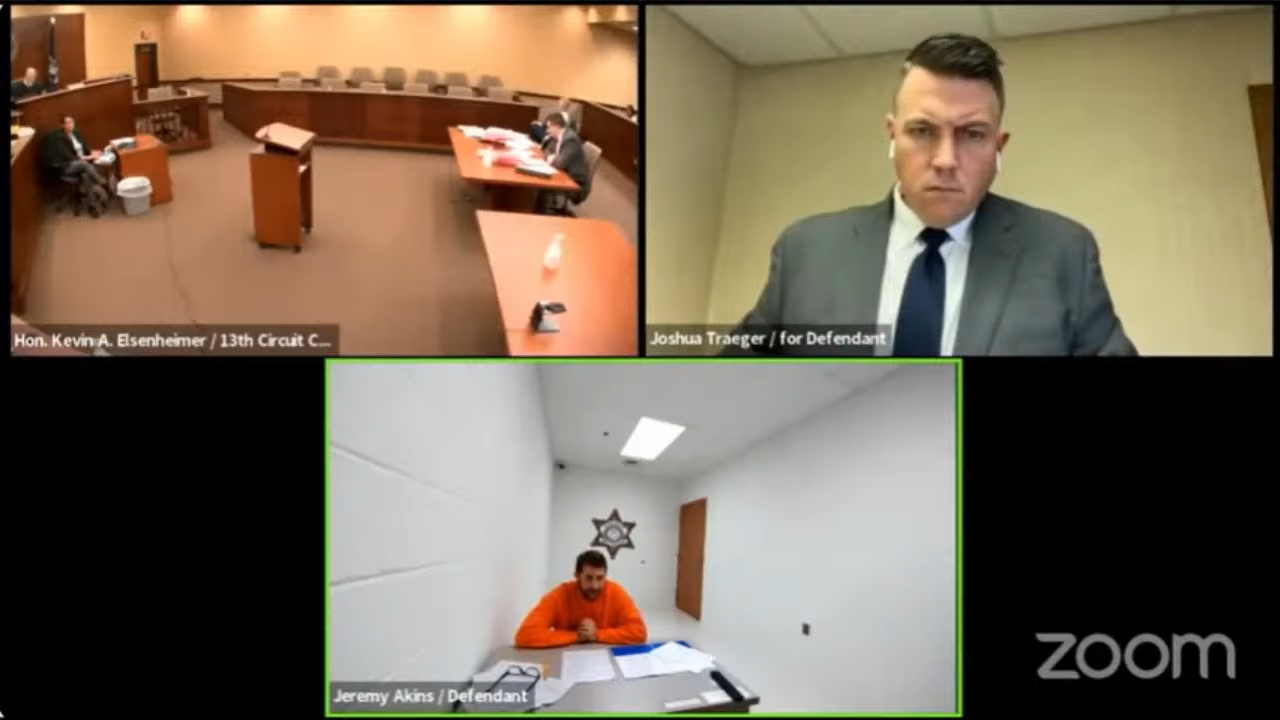 Hon. Kevin A. Elsenheimer / 13th Circuit C...
Joshua Traeger / for Defendant
Jeremy Akins / Defendant
zoom